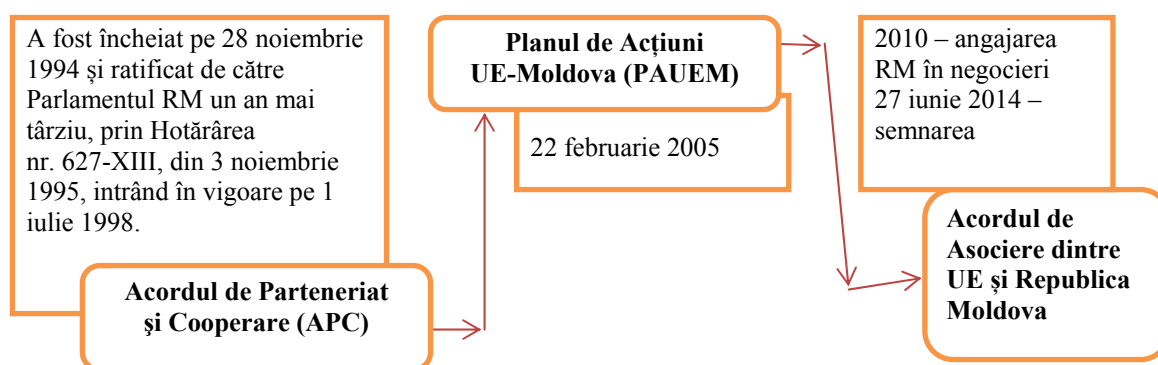 A fost încheiat pe 28 noiembrie
1994 și ratificat de către
Parlamentul RM un an mai
târziu, prin Hotărârea
nr. 627-XIII, din 3 noiembrie
1995, intrând în vigoare pe 1
iulie 1998.
Acordul de Parteneriat
şi Cooperare (APC)
Planul de Acțiuni
UE-Moldova (PAUEM)
22 februarie 2005
2010 – angajarea
RM în negocieri
27 iunie 2014 –
semnarea
Acordul de
Asociere dintre
UE și Republica
Moldova